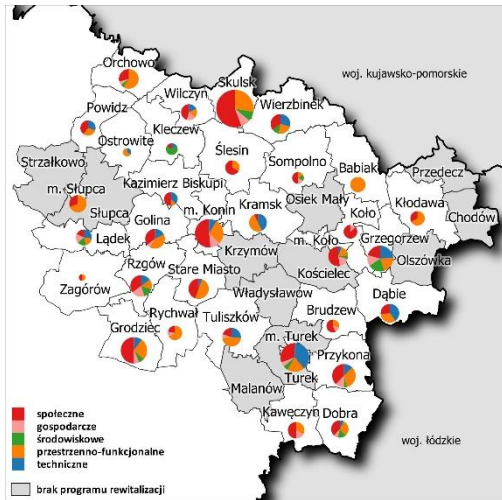 Orchowo
Skulsk
woj. kujawsko-pomorskie
Wilczyn
Wierzbinek
Powidz
Kleczew
Ostrowite
Ślesin
Sompolno
Babiak
Strzałkowo
Przedecz
m. Słupca
Kazimierz Biskupi
Osiek Mały
Kłodawa
Słupca
Kramsk
Koło
Chodów
m. Konin
Golina
m. Koło
Grzegorzew
Lądek
Krzymów
Kościelec
Olszówka
Rzgów
Stare Miasto
Zagórów
Władysławów
Dąbie
Rychwał
Brudzew
Tuliszków
Grodziec
m. Turek
Przykona
Turek
Malanów
Kawęczyn
Dobra
społeczne
gospodarcze
środowiskowe
przestrzenno-funkcjonalne
techniczne
woj. łódzkie
brak programu rewitalizacji